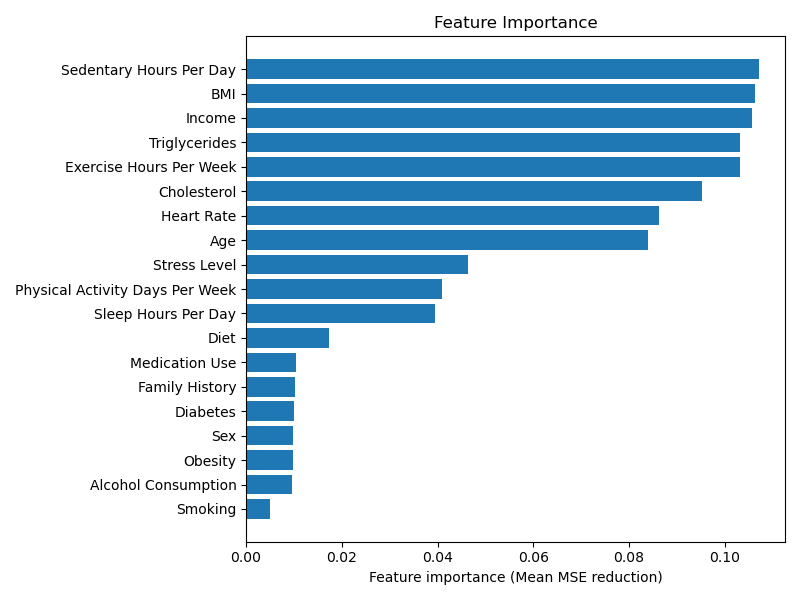 Feature Importance
Sedentary Hours Per Day
BMI
Income
Triglycerides
Exercise Hours Per Week
Cholesterol
Heart Rate
Age
Stress Level
Physical Activity Days Per Week
Sleep Hours Per Day
Diet
Medication Use
Family History
Diabetes
Sex
Obesity
Alcohol Consumption
Smoking
0.00 0.02 0.04 0.06 0.08 0.10
Feature importance (Mean MSE reduction)